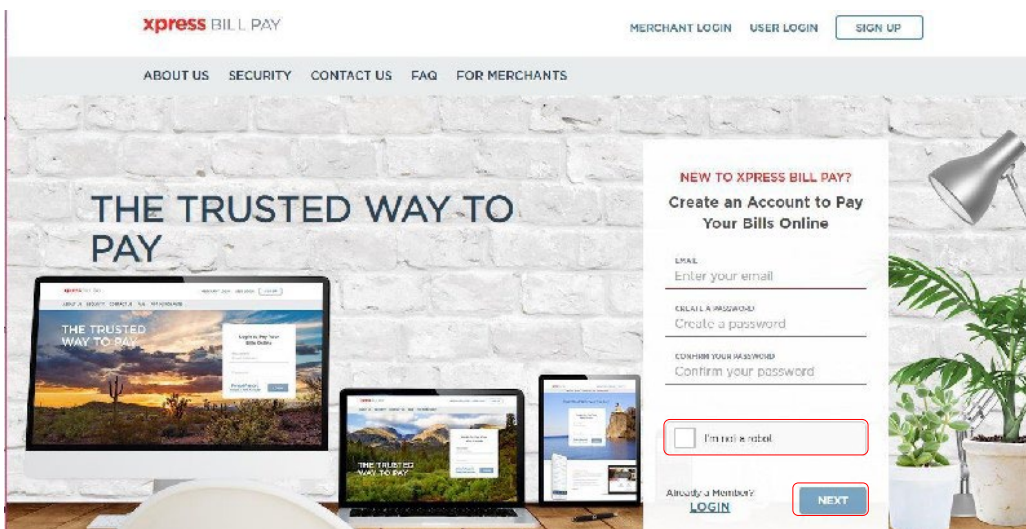 xpress BILL PAY
MERCHANT LOGIN USER LOGIN SIGN UP
ABOUT US SECURITY CONTACT US FAQ FOR MERCHANTS
THE TRUSTED WAY TO
PAY
NEW TO XPRESS BILL PAY?
Create an Account to Pay
Your Bills Online
EMAIL
Enter your email
CREATE A PASSWORD
Create a password
CONFIRM YOUR PASSWORD
Confirm your password
I'm not a robot
Already a Member?
LOGIN
NEXT
THE TRUSTED
WAY TO PAY
THE TRUSTED
WAY TO PAY